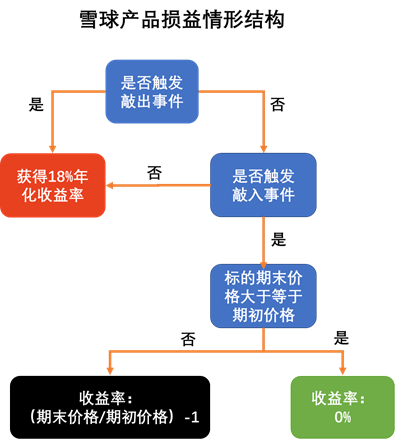 雪球产品损益情形结构
是否触发
敲出事件
是
否
获得18%年
化收益率
否
是否触发
敲入事件
是
标的期末价
格大于等于
期初价格
否
是
收益率：
（期末价格/期初价格）-1
收益率：
0%